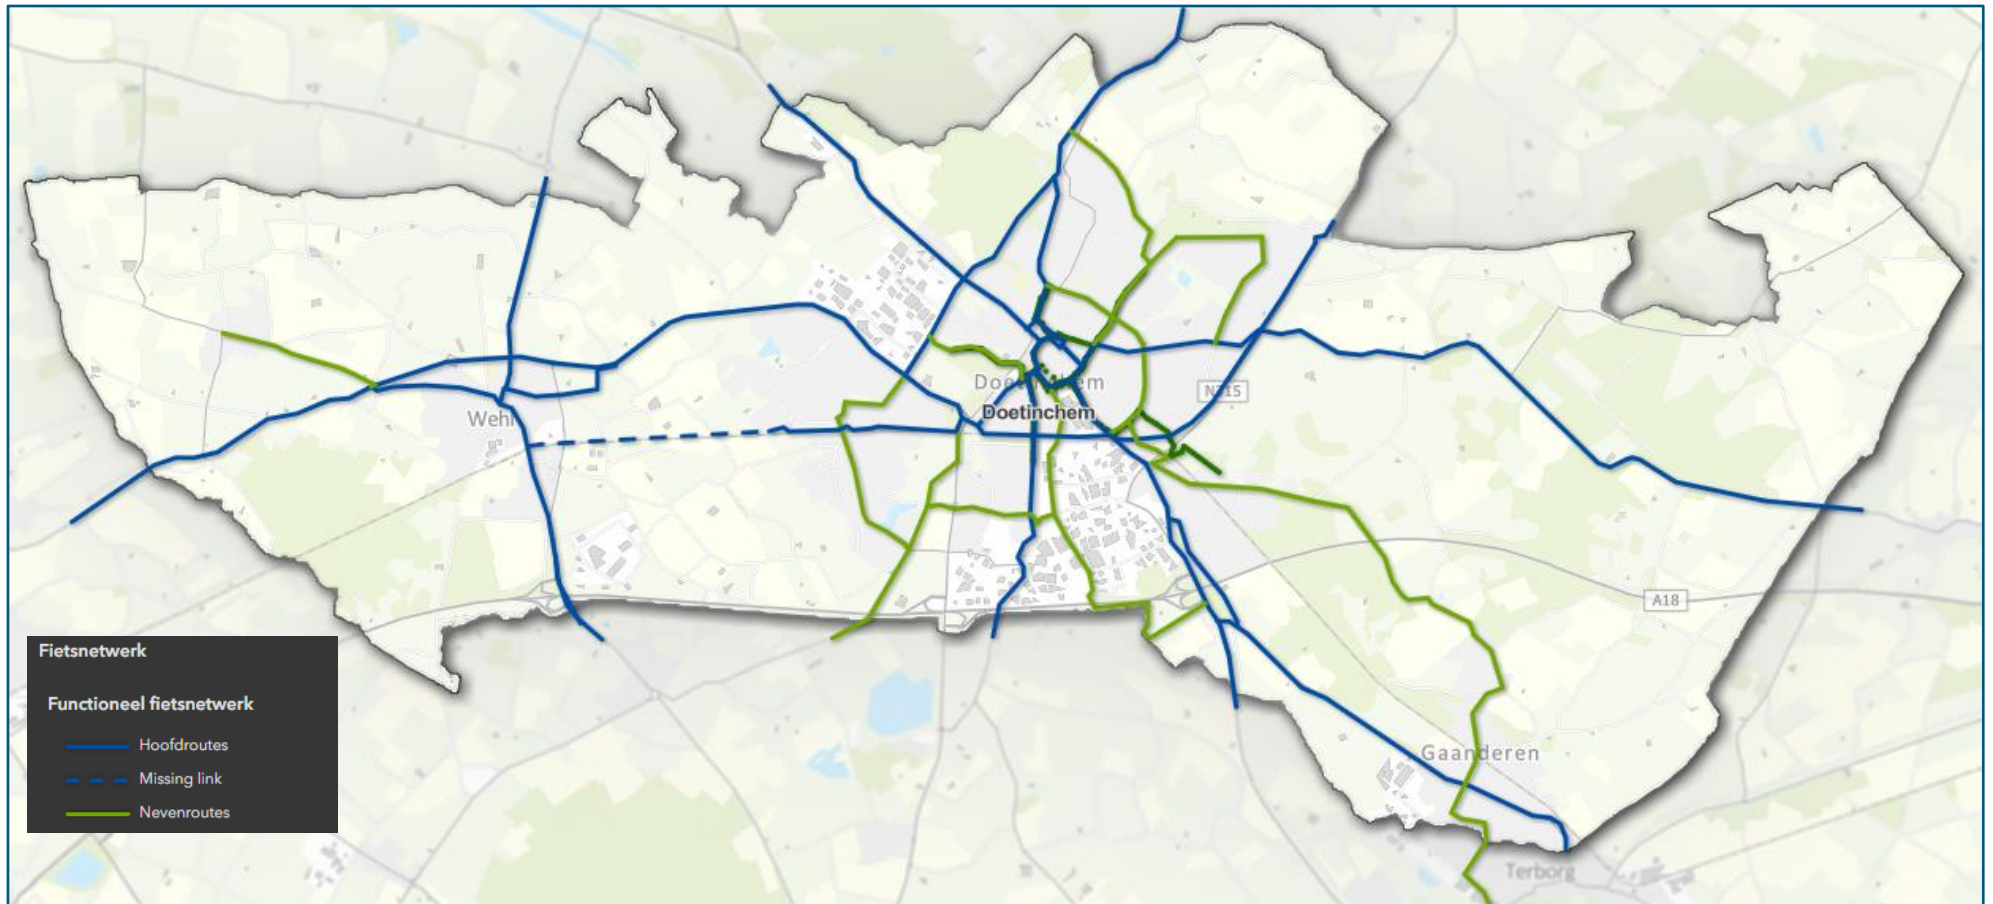 Doetinchem
N315
Doetinchem
Wehl
A18
Fietsnetwerk
Functioneel fietsnetwerk
Hoofdroutes
Missing link
Nevenroutes
Gaanderen
Terborg